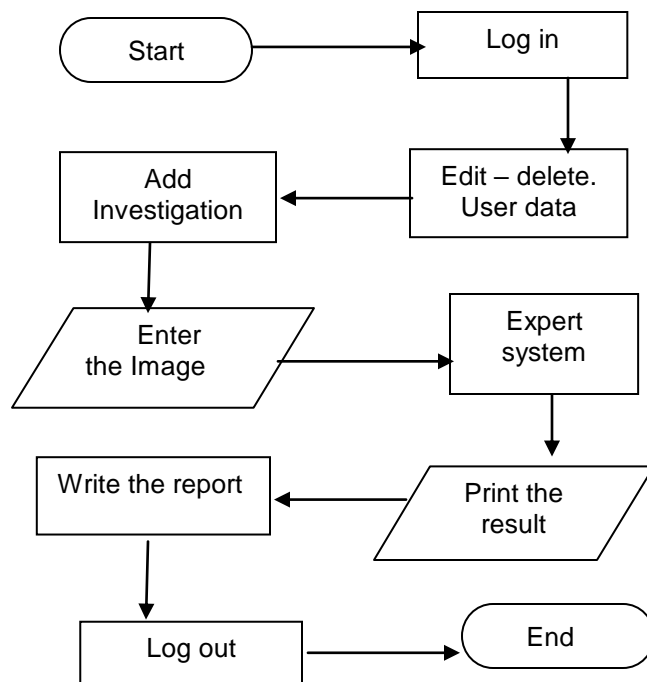 Start
Log in
Edit – delete.
User data
Add
Investigation
Enter
the Image
Expert
system
Print the
result
Write the report
Log out
End